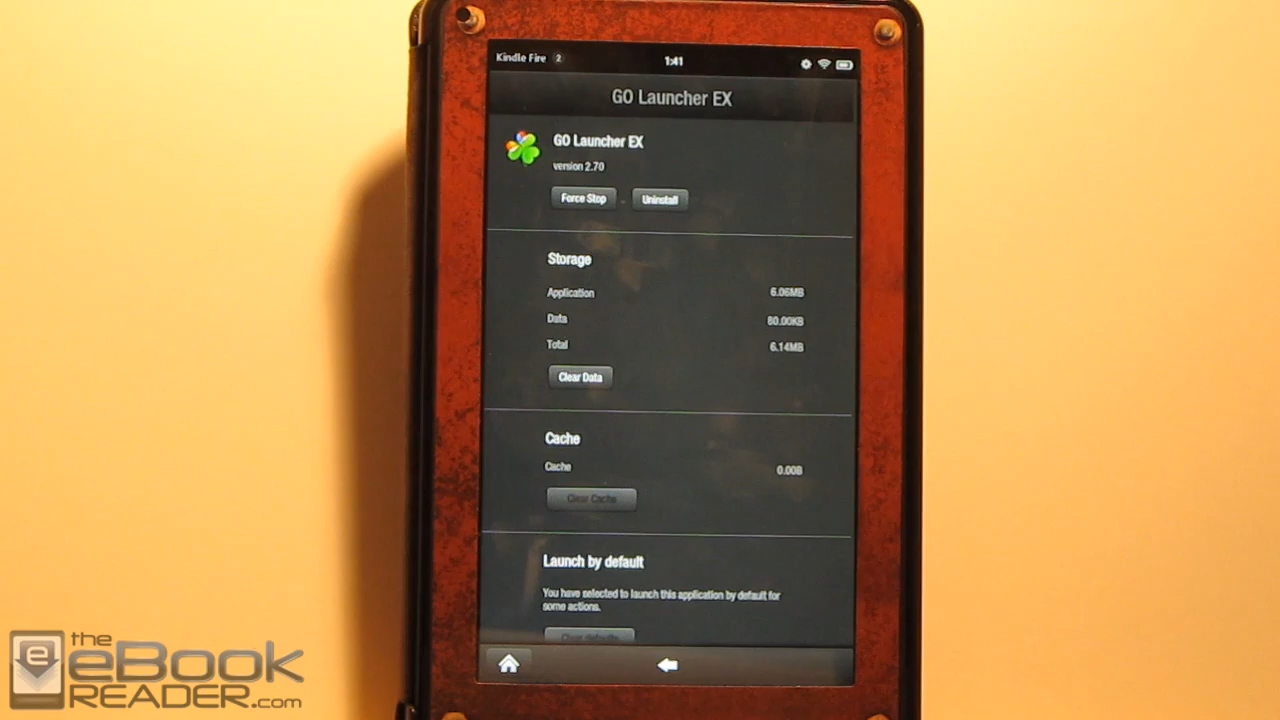 Kindle Fire 2 1:41
GO Launcher EX
GO Launcher EX
version 2.70
Force Stop Uninstall
Storage
Application 6.06MB
Data 80.00KB
Total 6.14MB
Clear Data
Cache
Cache 0.00B
Clear Cache
Launch by default
You have selected to launch this application by default for
some actions.
Clear defaults
the
eBook
READER.com